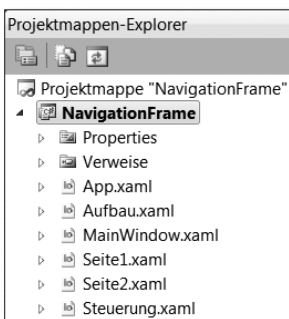 Projektmappen-Explorer
Projektmappe "NavigationFrame"
NavigationFrame
Properties
Verweise
App.xaml
Aufbau.xaml
MainWindow.xaml
Seite1.xaml
Seite2.xaml
Steuerung.xaml